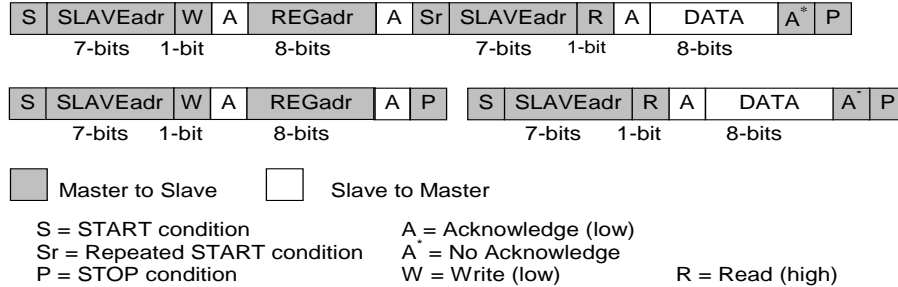 S SLAVEadr W A REGadr A Sr SLAVEadr R A DATA A* P
7-bits 1-bit 8-bits 7-bits 1-bit 8-bits
S SLAVEadr W A REGadr A P S SLAVEadr R A DATA A- P
7-bits 1-bit 8-bits 7-bits 1-bit 8-bits
Master to Slave Slave to Master
S = START condition A = Acknowledge (low)
Sr = Repeated START condition A* = No Acknowledge
P = STOP condition W = Write (low) R = Read (high)